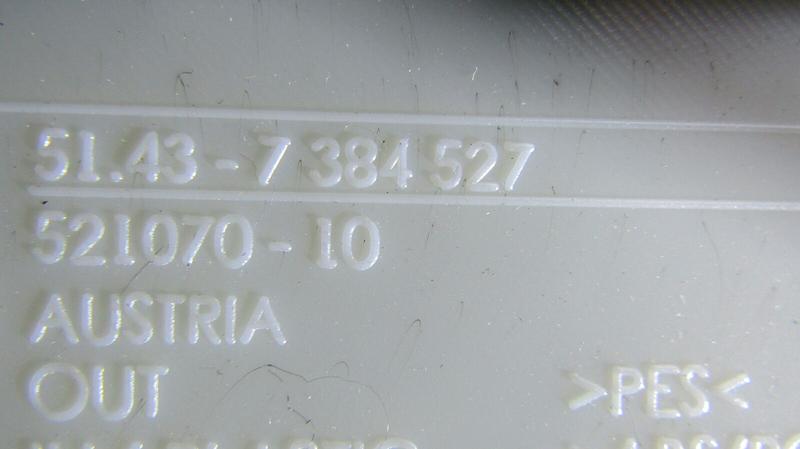 51.43 - 7 384 527
521070 - 10
AUSTRIA
OUT
>PES<